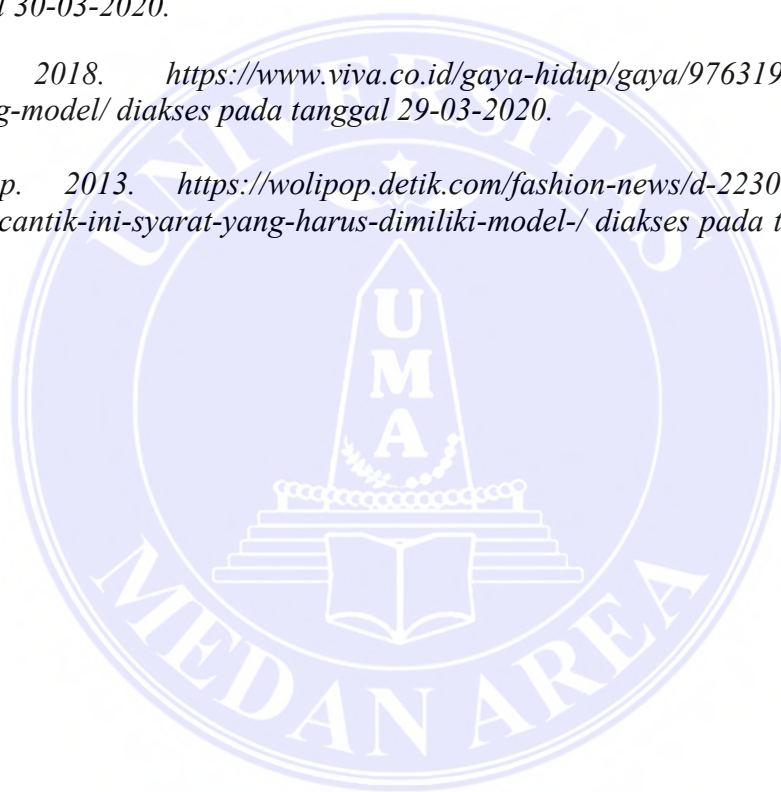 30-03-2020.
2018. https://www.viva.co.id/gaya-hidup/gaya/976319
g-model/ diakses pada tanggal 29-03-2020.
p. 2013. https://wolipop.detik.com/fashion-news/d-2230
cantik-ini-syarat-yang-harus-dimiliki-model-/ diakses pada t
UNIVERSITAS
U
M
A
MEDAN AREA